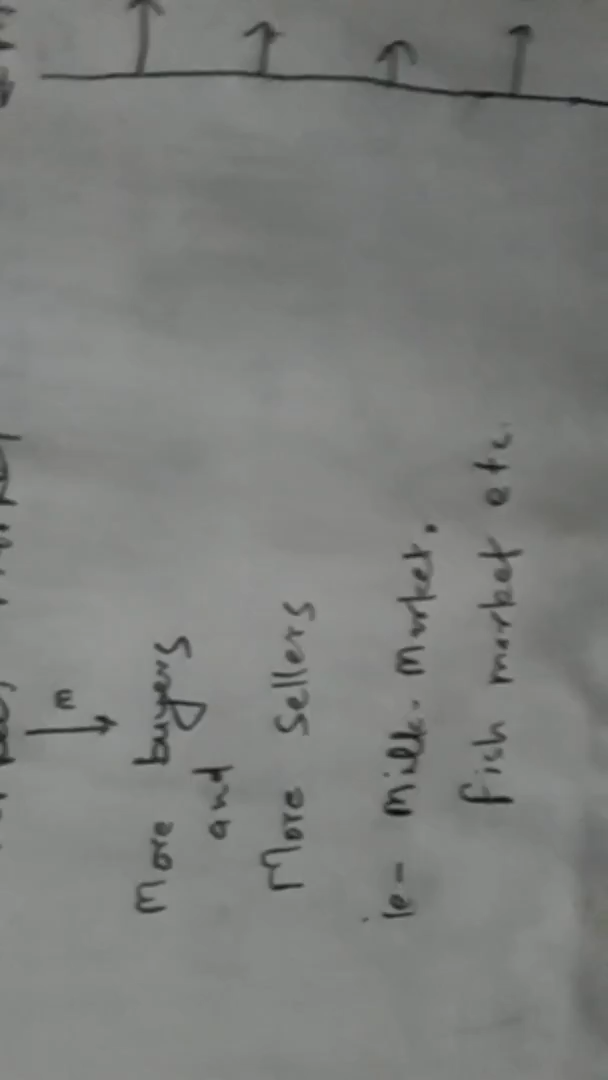 m
More buyers
and
More sellers
ie- Milk. Market.
fish market etc.